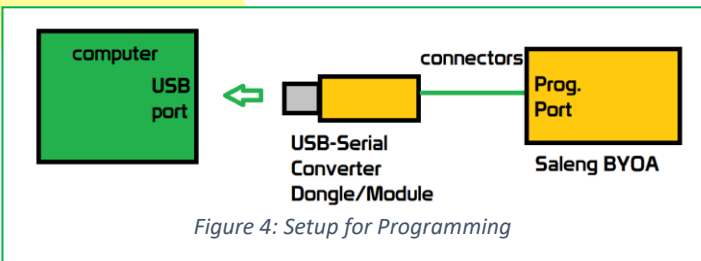 computer
USB
port
connectors
USB-Serial
Converter
Dongle/Module
Prog.
Port
Saleng BYOA
Figure 4: Setup for Programming